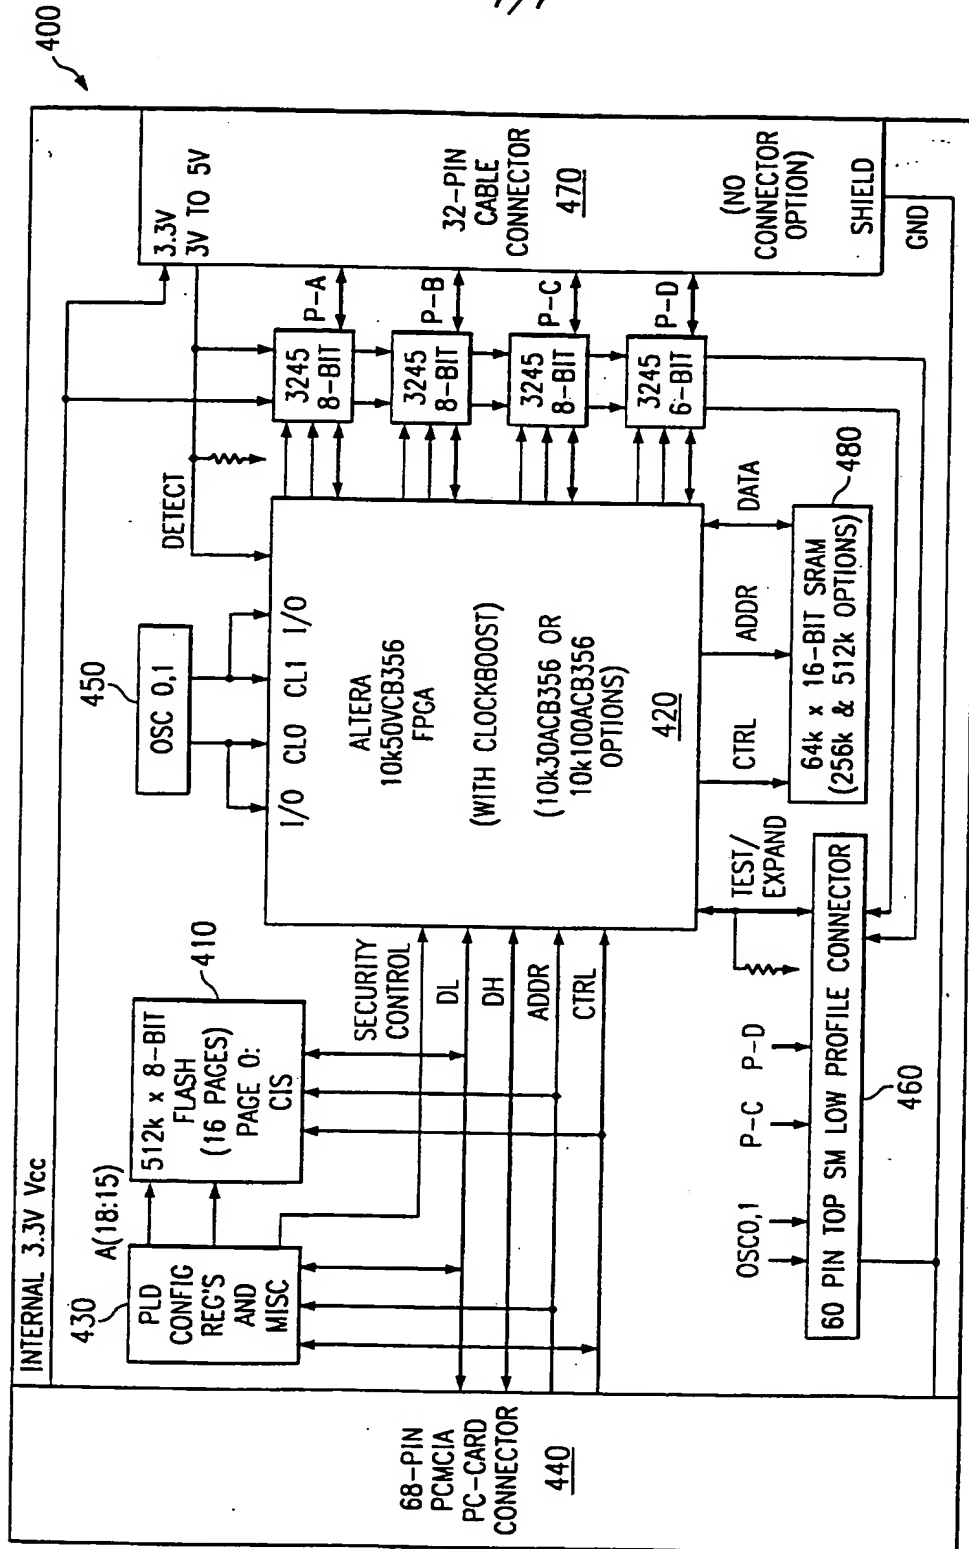 400
INTERNAL 3.3V Vcc
3.3V
3V TO 5V
32-PIN
CABLE
CONNECTOR
470
(NO
CONNECTOR
OPTION)
SHIELD
GND
P-A
P-B
P-C
P-D
3245
8-BIT
3245
8-BIT
3245
8-BIT
3245
6-BIT
DETECT
450
OSC 0,1
I/O CL0 CL1 I/O
ALTERA
10k50VCB356
FPGA
(WITH CLOCKBOOST)
(10k30ACB356 OR
10k100ACB356
OPTIONS)
420
410
512k x 8-BIT
FLASH
(16 PAGES)
PAGE 0:
CIS
A(18:15)
430
PLD
CONFIG
REG'S
AND
MISC
SECURITY
CONTROL
DL
DH
ADDR
CTRL
68-PIN
PCMCIA
PC-CARD
CONNECTOR
440
CTRL
ADDR
DATA
480
64k x 16-BIT SRAM
(256k & 512k OPTIONS)
TEST/
EXPAND
OSC0,1
P-C
P-D
60 PIN TOP SM LOW PROFILE CONNECTOR
460